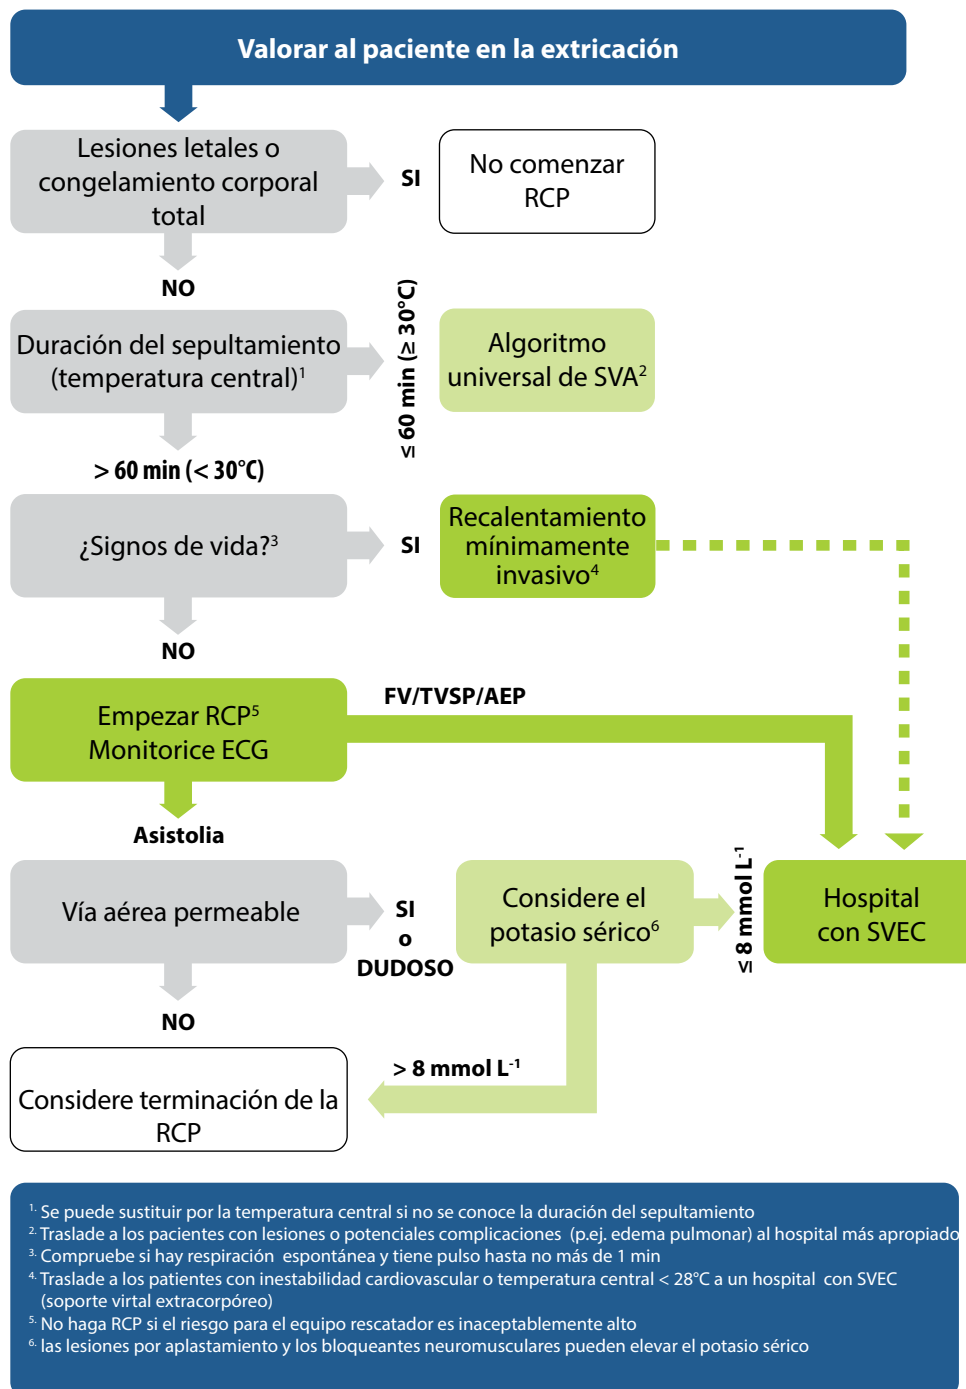 Valorar al paciente en la extricación
Lesiones letales o
congelamiento corporal
total
SI
No comenzar
RCP
NO
Duración del sepultamiento
(temperatura central)1
≤ 60 min (≥ 30°C)
Algoritmo
universal de SVA2
> 60 min (< 30°C)
¿Signos de vida?3
SI
Recalentamiento
mínimamente
invasivo4
NO
Empezar RCP5
Monitorice ECG
FV/TVSP/AEP
Asistolia
Vía aérea permeable
SI
o
DUDOSO
Considere el
potasio sérico6
≤ 8 mmol L-1
Hospital
con SVEC
NO
> 8 mmol L-1
Considere terminación de la
RCP
1. Se puede sustituir por la temperatura central si no se conoce la duración del sepultamiento
2. Traslade a los pacientes con lesiones o potenciales complicaciones (p.ej. edema pulmonar) al hospital más apropiado
3. Compruebe si hay respiración espontánea y tiene pulso hasta no más de 1 min
4. Traslade a los patientes con inestabilidad cardiovascular o temperatura central < 28°C a un hospital con SVEC
(soporte virtal extracorpóreo)
5. No haga RCP si el riesgo para el equipo rescatador es inaceptablemente alto
6. las lesiones por aplastamiento y los bloqueantes neuromusculares pueden elevar el potasio sérico